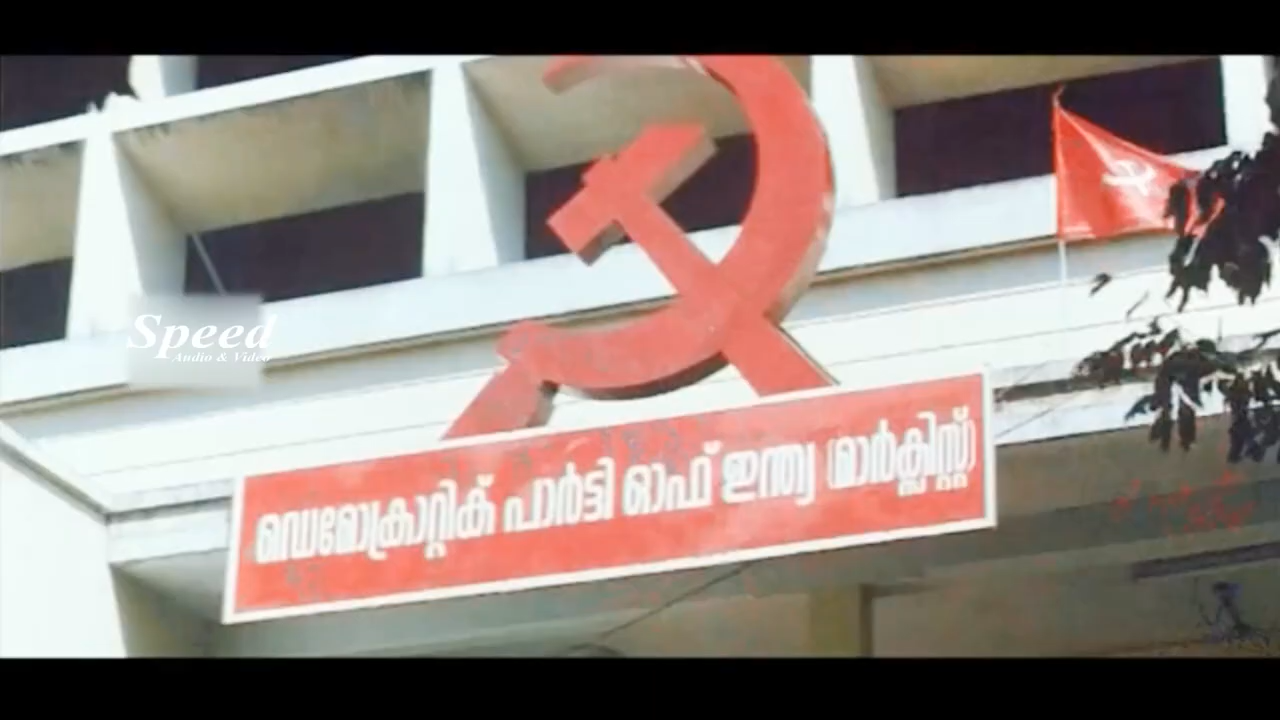 Speed
Audio & Video
ഡെമോക്രാറ്റിക് പാർട്ടി ഓഫ് ഇന്ത്യ (മാർക്സിസ്റ്റ്)